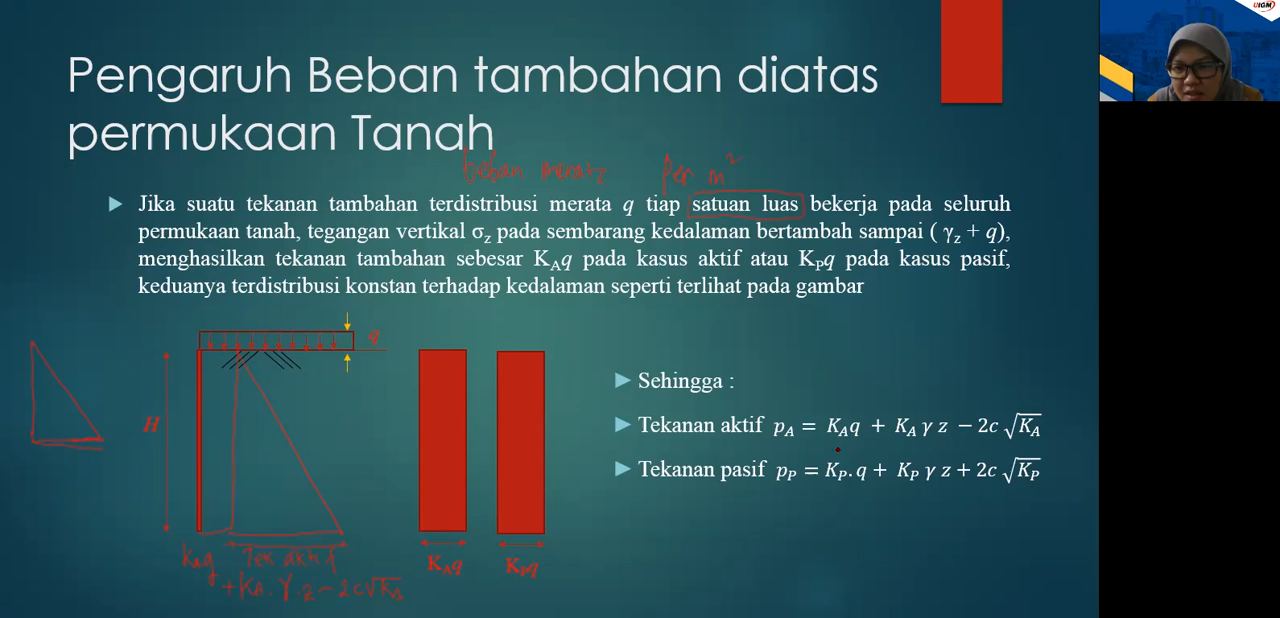 UIGM
Pengaruh Beban tambahan diatas
permukaan Tanah
beban merata per m²
Jika suatu tekanan tambahan terdistribusi merata q tiap satuan luas bekerja pada seluruh
permukaan tanah, tegangan vertikal σz pada sembarang kedalaman bertambah sampai ( γz + q),
menghasilkan tekanan tambahan sebesar KAq pada kasus aktif atau KPq pada kasus pasif,
keduanya terdistribusi konstan terhadap kedalaman seperti terlihat pada gambar
q
H
Sehingga :
Tekanan aktif pA = KAq + KA γ z − 2c √KA
Tekanan pasif pP = KP. q + KP γ z + 2c √KP
KAq Tek aktif
+KA. γ. z − 2c√KA
KAq KPq